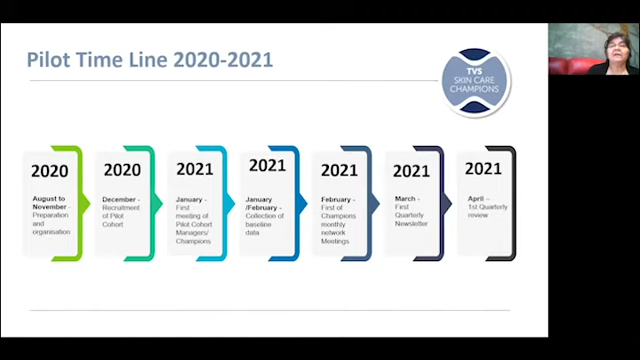 Pilot Time Line 2020-2021
TVS
SKIN CARE
CHAMPIONS
2020
August to
November -
Preparation
and
organisation
2020
December -
Recruitment
of Pilot
Cohort
2021
January -
First
meeting of
Pilot Cohort
Managers/
Champions
2021
January
/February -
Collection of
baseline
data
2021
February -
First of
Champions
monthly
network
Meetings
2021
March -
First
Quarterly
Newsletter
2021
April –
1st Quarterly
review